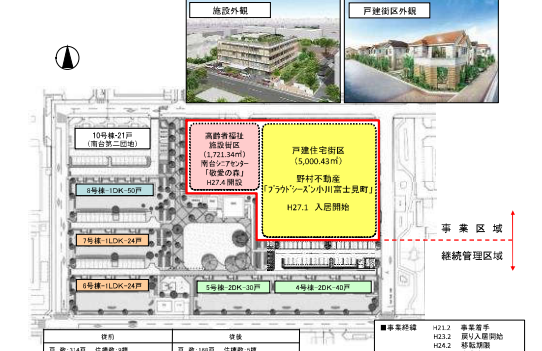 施設外観
戸建街区外観
10号棟-21戸
(南台第二団地)
8号棟-1DK-50戸
7号棟-1LDK-24戸
6号棟-1LDK-24戸
5号棟-2DK-30戸
4号棟-2DK-40戸
高齢者福祉
施設街区
(1,721.34㎡)
南台シニアセンター
「敬愛の森」
H27.4 開設
戸建住宅街区
(5,000.43㎡)
野村不動産
「プラウドシーズン小川富士見町」
H27.1 入居開始
事業区域
継続管理区域
従前
従後
■事業経緯
H21.2 事業着手
H23.2 戻り入居開始
H24.2 移転期限